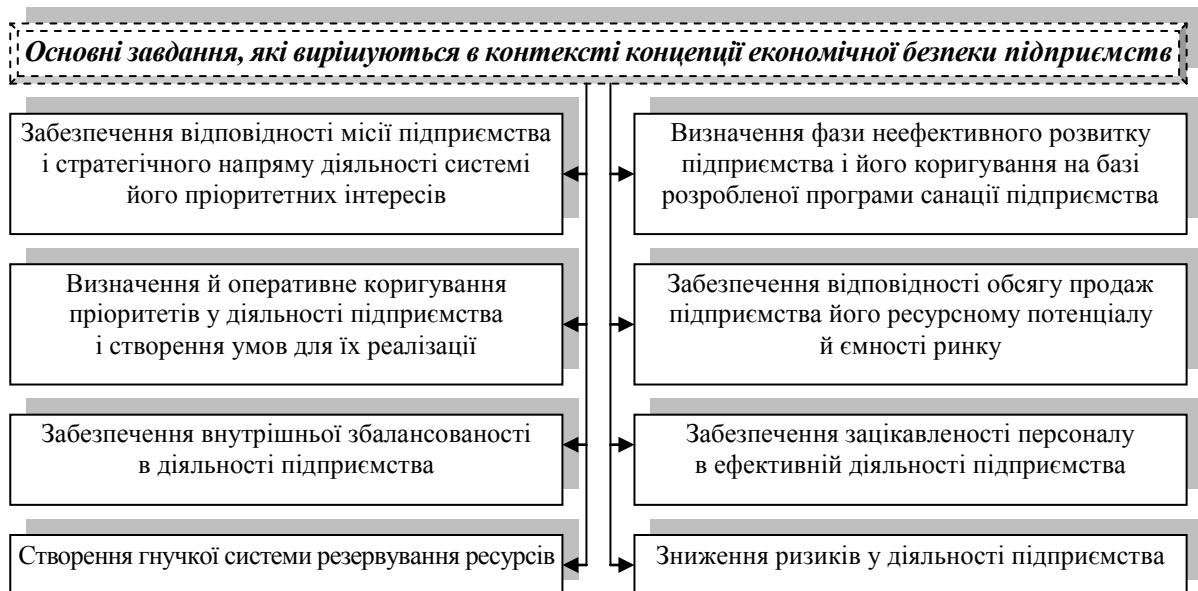 Основні завдання, які вирішуються в контексті концепції економічної безпеки підприємств
Забезпечення відповідності місії підприємства
і стратегічного напряму діяльності системі
його пріоритетних інтересів
Визначення фази неефективного розвитку
підприємства і його коригування на базі
розробленої програми санації підприємства
Визначення й оперативне коригування
пріоритетів у діяльності підприємства
і створення умов для їх реалізації
Забезпечення відповідності обсягу продаж
підприємства його ресурсному потенціалу
й ємності ринку
Забезпечення внутрішньої збалансованості
в діяльності підприємства
Забезпечення зацікавленості персоналу
в ефективній діяльності підприємства
Створення гнучкої системи резервування ресурсів
Зниження ризиків у діяльності підприємства